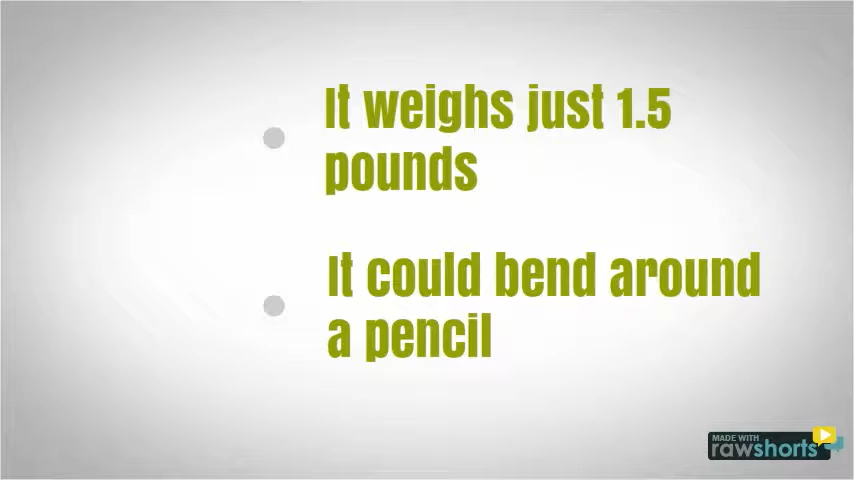 It weighs just 1.5
pounds
It could bend around
a pencil
MADE WITH
rawshorts